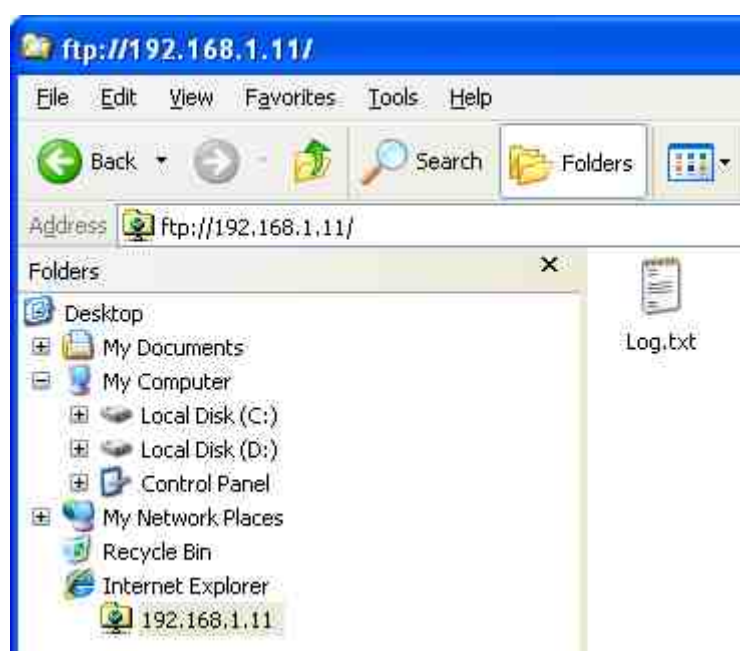 ftp://192.168.1.11/
File Edit View Favorites Tools Help
Back Search Folders
Address ftp://192.168.1.11/
Folders
Desktop
My Documents
My Computer
Local Disk (C:)
Local Disk (D:)
Control Panel
My Network Places
Recycle Bin
Internet Explorer
192.168.1.11
Log.txt